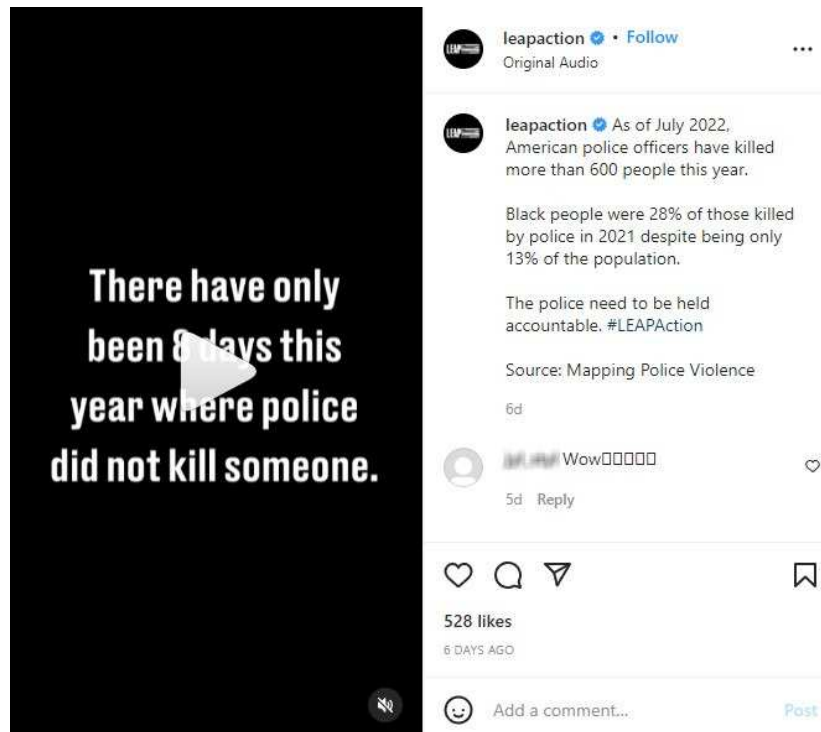 There have only
been 8 days this
year where police
did not kill someone.
LEAP
leapaction • Follow
Original Audio
LEAP
leapaction As of July 2022,
American police officers have killed
more than 600 people this year.
Black people were 28% of those killed
by police in 2021 despite being only
13% of the population.
The police need to be held
accountable. #LEAPAction
Source: Mapping Police Violence
6d
Wow
5d Reply
528 likes
6 DAYS AGO
Add a comment...
Post